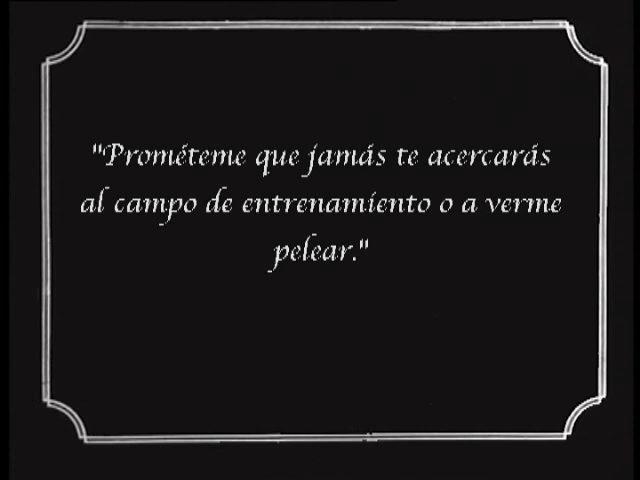 "Prométeme que jamás te acercarás
al campo de entrenamiento o a verme
pelear."